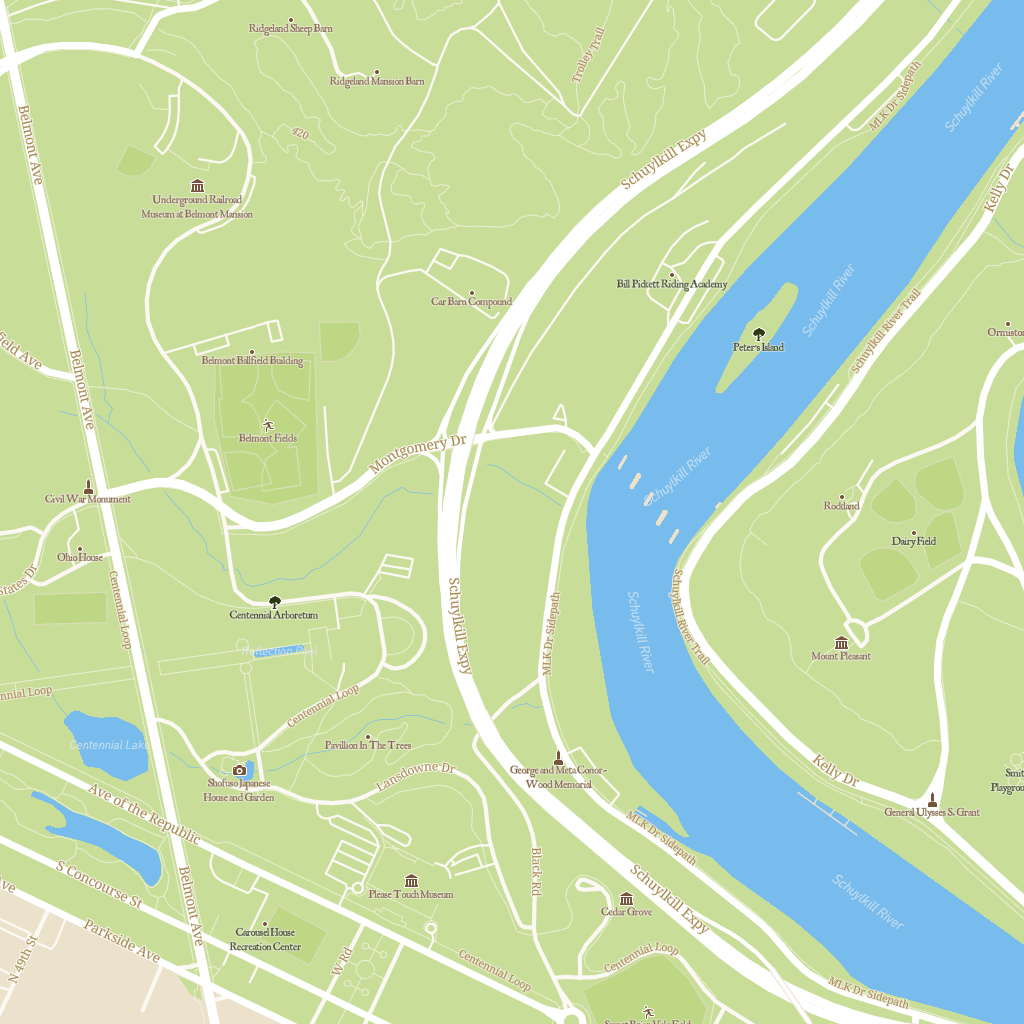 Ridgeland Sheep Barn
Trolley Trail
Ridgeland Mansion Barn
MLK Dr Sidepath
Schuylkill River
Belmont Ave
420
Schuylkill Expy
Kelly Dr
Underground Railroad
Museum at Belmont Mansion
Bill Pickett Riding Academy
Car Barn Compound
Schuylkill River
Schuylkill River Trail
Peter's Island
Ormiston
field Ave
Belmont Ballfield Building
Belmont Ave
Belmont Fields
Montgomery Dr
Schuylkill River
Civil War Monument
Rockland
Dairy Field
Ohio House
States Dr
Centennial Loop
Centennial Arboretum
Schuylkill Expy
MLK Dr Sidepath
Schuylkill River
Schuylkill River Trail
Reflection Pool
Mount Pleasant
nnial Loop
Centennial Loop
Centennial Lake
Pavillion In The Trees
Shofuso Japanese
House and Garden
Lansdowne Dr
George and Meta Conor-
Wood Memorial
Kelly Dr
Smit
Playgroun
General Ulysses S. Grant
Ave of the Republic
MLK Dr Sidepath
S Concourse St
Black Rd
Please Touch Museum
Schuylkill Expy
Schuylkill River
Ave
Belmont Ave
Cedar Grove
Parkside Ave
Carousel House
Recreation Center
N 49th St
W Rd
Centennial Loop
Centennial Loop
MLK Dr Sidepath